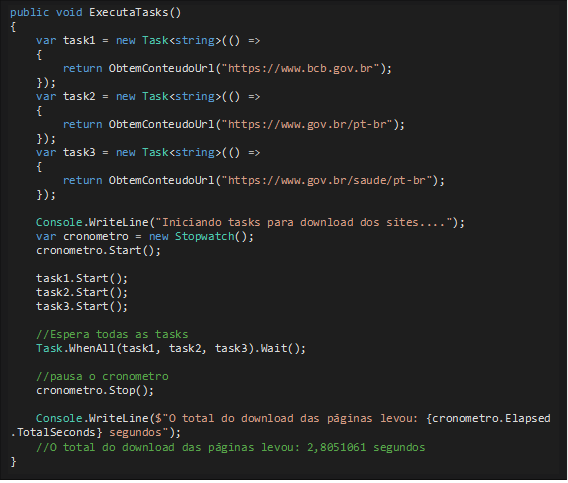 public void ExecutaTasks()
{
    var task1 = new Task<string>(() =>
    {
        return ObtemConteudoUrl("https://www.bcb.gov.br");
    });
    var task2 = new Task<string>(() =>
    {
        return ObtemConteudoUrl("https://www.gov.br/pt-br");
    });
    var task3 = new Task<string>(() =>
    {
        return ObtemConteudoUrl("https://www.gov.br/saude/pt-br");
    });

    Console.WriteLine("Iniciando tasks para download dos sites....");
    var cronometro = new Stopwatch();
    cronometro.Start();

    task1.Start();
    task2.Start();
    task3.Start();

    //Espera todas as tasks
    Task.WhenAll(task1, task2, task3).Wait();

    //pausa o cronometro
    cronometro.Stop();

    Console.WriteLine($"O total do download das páginas levou: {cronometro.Elapsed
.TotalSeconds} segundos");
    //O total do download das páginas levou: 2,8051061 segundos
}